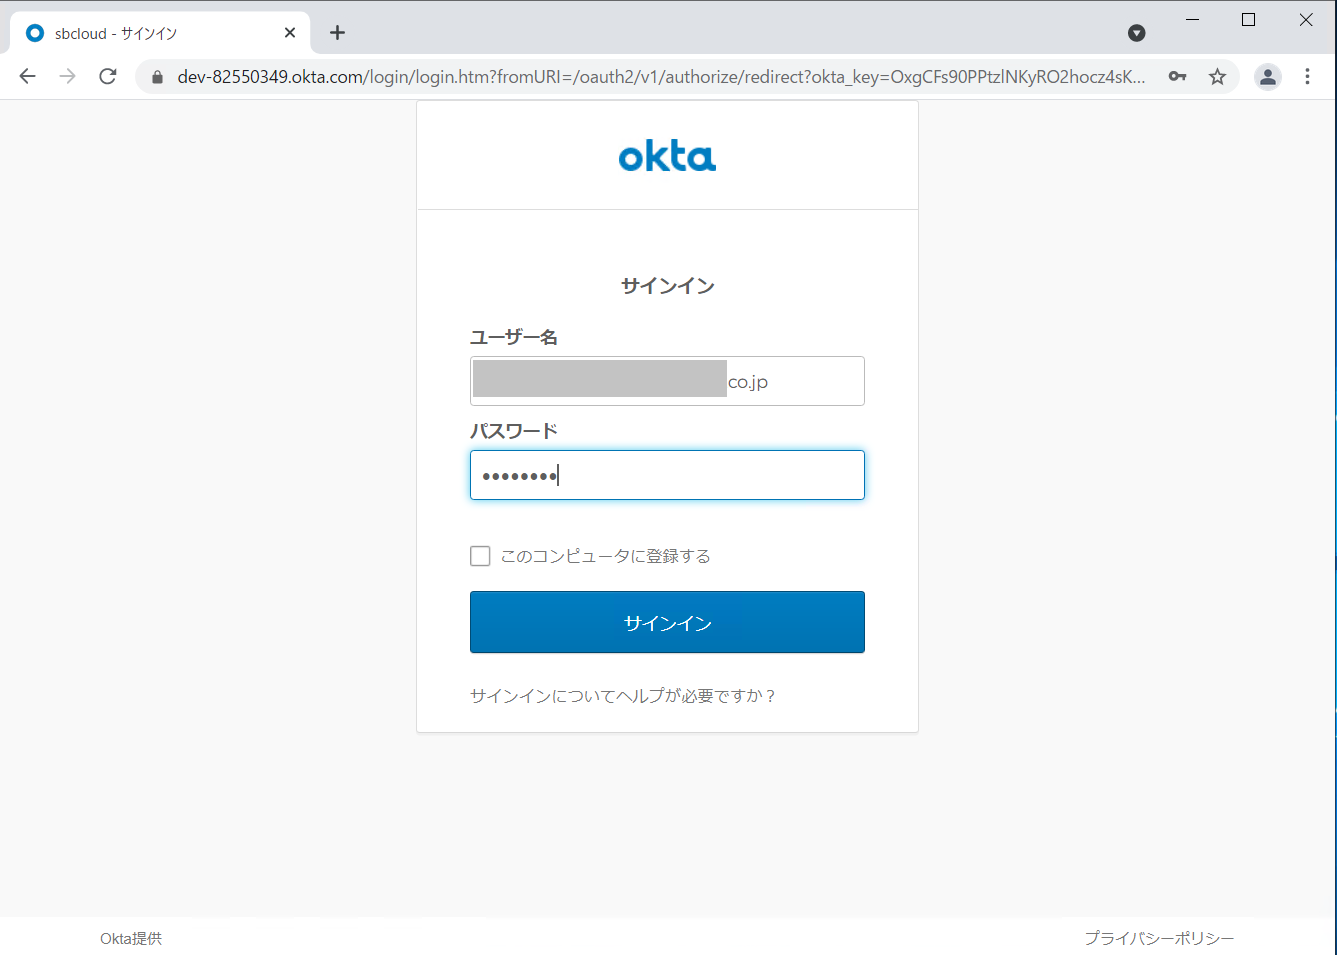 sbcloud - サインイン
dev-82550349.okta.com/login/login.htm?fromURI=/oauth2/v1/authorize/redirect?okta_key=OxgCFs90PPtzlNKyRO2hocz4sK...
okta
サインイン
ユーザー名
co.jp
パスワード
••••••••
このコンピュータに登録する
サインイン
サインインについてヘルプが必要ですか？
Okta提供
プライバシーポリシー